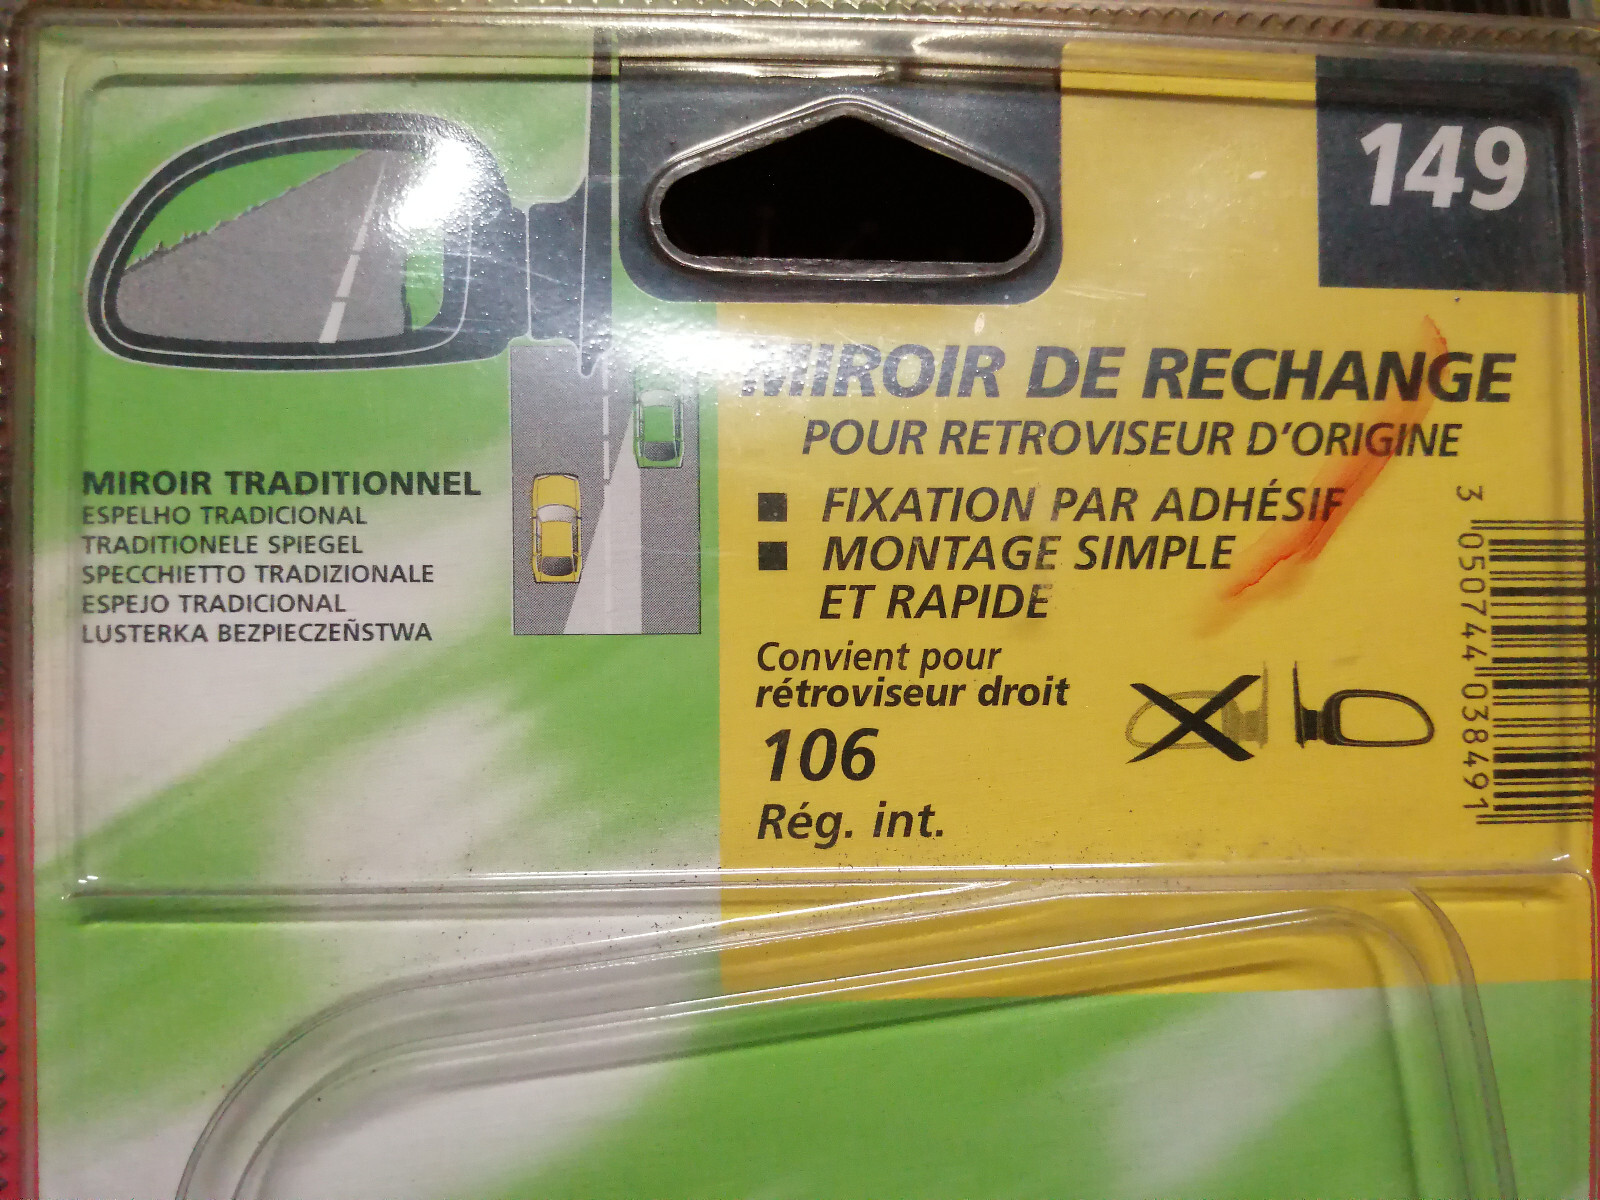 149
MIROIR DE RECHANGE
POUR RETROVISEUR D'ORIGINE
■ FIXATION PAR ADHÉSIF
■ MONTAGE SIMPLE
ET RAPIDE
Convient pour
rétroviseur droit
106
Rég. int.
MIROIR TRADITIONNEL
ESPELHO TRADICIONAL
TRADITIONELE SPIEGEL
SPECCHIETTO TRADIZIONALE
ESPEJO TRADICIONAL
LUSTERKA BEZPIECZEÑSTWA
3 050744 038491